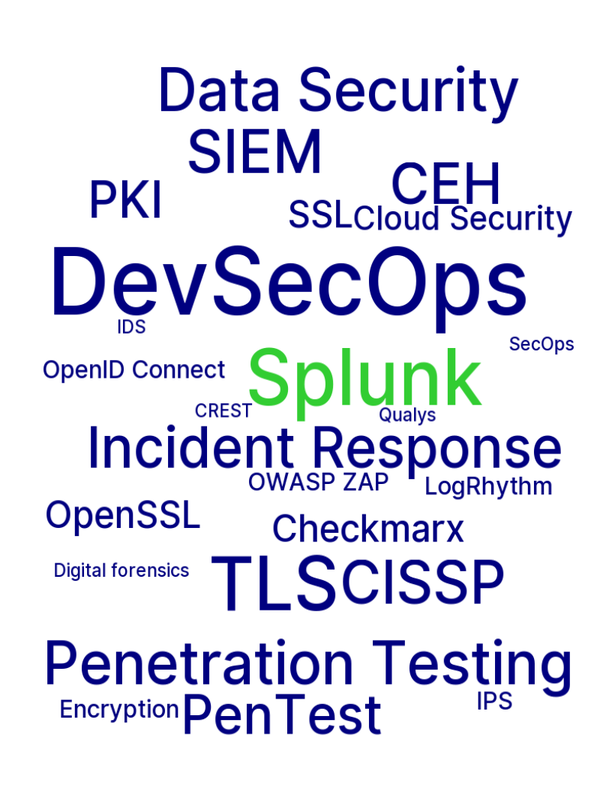 Data Security
SIEM
CEH
PKI
SSL
Cloud Security
DevSecOps
IDS
SecOps
OpenID Connect
Splunk
CREST
Qualys
Incident Response
OWASP ZAP
LogRhythm
OpenSSL
Checkmarx
Digital forensics
TLS
CISSP
Penetration Testing
Encryption
PenTest
IPS